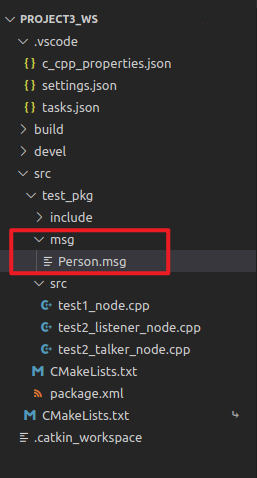 PROJECT3_WS
.vscode
{ } c_cpp_properties.json
{ } settings.json
{ } tasks.json
build
devel
src
test_pkg
include
msg
Person.msg
src
test1_node.cpp
test2_listener_node.cpp
test2_talker_node.cpp
M CMakeLists.txt
package.xml
M CMakeLists.txt
.catkin_workspace